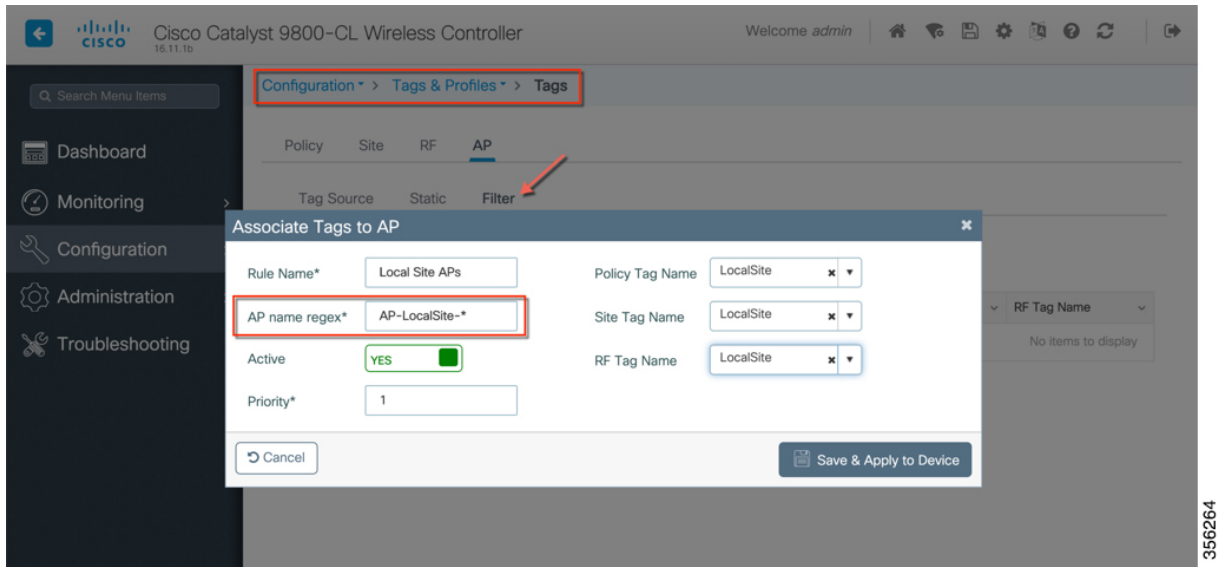 CISCO
Cisco Catalyst 9800-CL Wireless Controller
16.11.1b
Welcome admin
Search Menu Items
Configuration > Tags & Profiles > Tags
Dashboard
Monitoring
Configuration
Administration
Troubleshooting
Policy Site RF AP
Tag Source Static Filter
Associate Tags to AP
Rule Name* Local Site APs
Policy Tag Name LocalSite
AP name regex* AP-LocalSite-*
Site Tag Name LocalSite
Active YES
RF Tag Name LocalSite
Priority* 1
Cancel
Save & Apply to Device
RF Tag Name
No items to display
356264